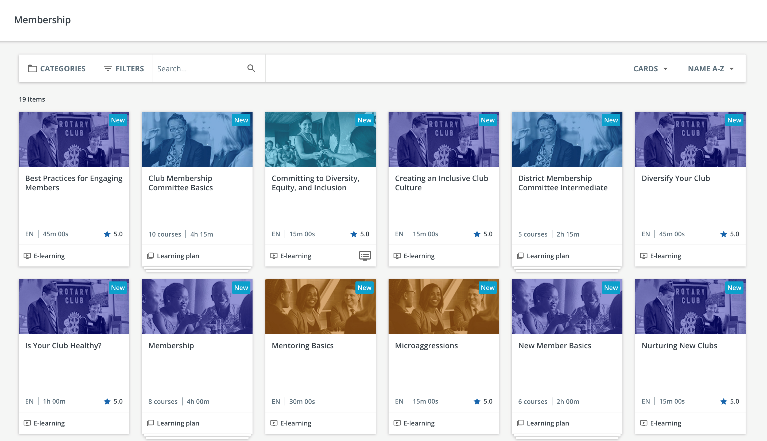 Membership
CATEGORIES FILTERS Search... CARDS NAME A-Z
19 items
New New New New New New
ROTARY CLUB ROTARY CLUB ROTARY CLUB
Best Practices for Engaging Members
Club Membership Committee Basics
Committing to Diversity, Equity, and Inclusion
Creating an Inclusive Club Culture
District Membership Committee Intermediate
Diversify Your Club
EN 45m 00s 5.0
10 courses 4h 15m
EN 15m 00s 5.0
EN 15m 00s 5.0
5 courses 2h 15m
EN 45m 00s 5.0
E-learning Learning plan E-learning E-learning Learning plan E-learning
New New New New New New
ROTARY CLUB ROTARY CLUB
Is Your Club Healthy?
Membership
Mentoring Basics
Microaggressions
New Member Basics
Nurturing New Clubs
EN 1h 00m 5.0
8 courses 4h 00m
EN 30m 00s
EN 15m 00s 5.0
6 courses 2h 00m
EN 15m 00s 5.0
E-learning Learning plan E-learning E-learning Learning plan E-learning